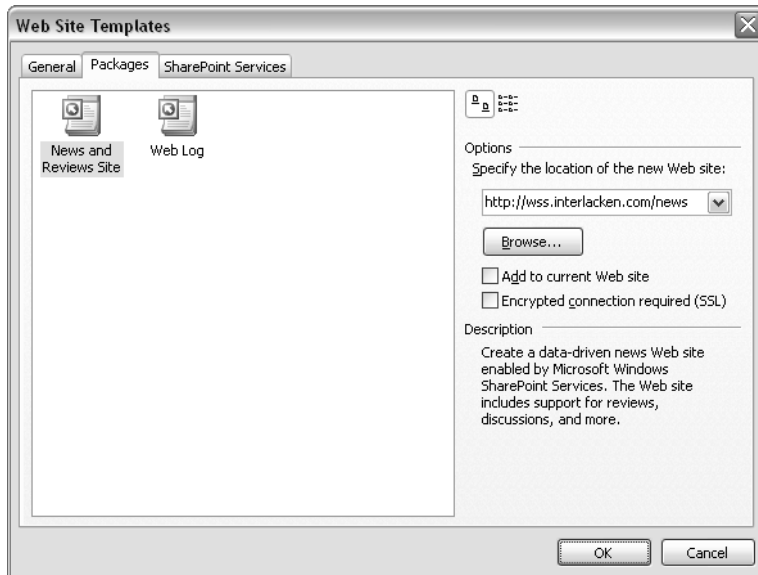 Web Site Templates
General Packages SharePoint Services
News and
Reviews Site
Web Log
Options
Specify the location of the new Web site:
http://wss.interlacken.com/news
Browse...
Add to current Web site
Encrypted connection required (SSL)
Description
Create a data-driven news Web site
enabled by Microsoft Windows
SharePoint Services. The Web site
includes support for reviews,
discussions, and more.
OK Cancel